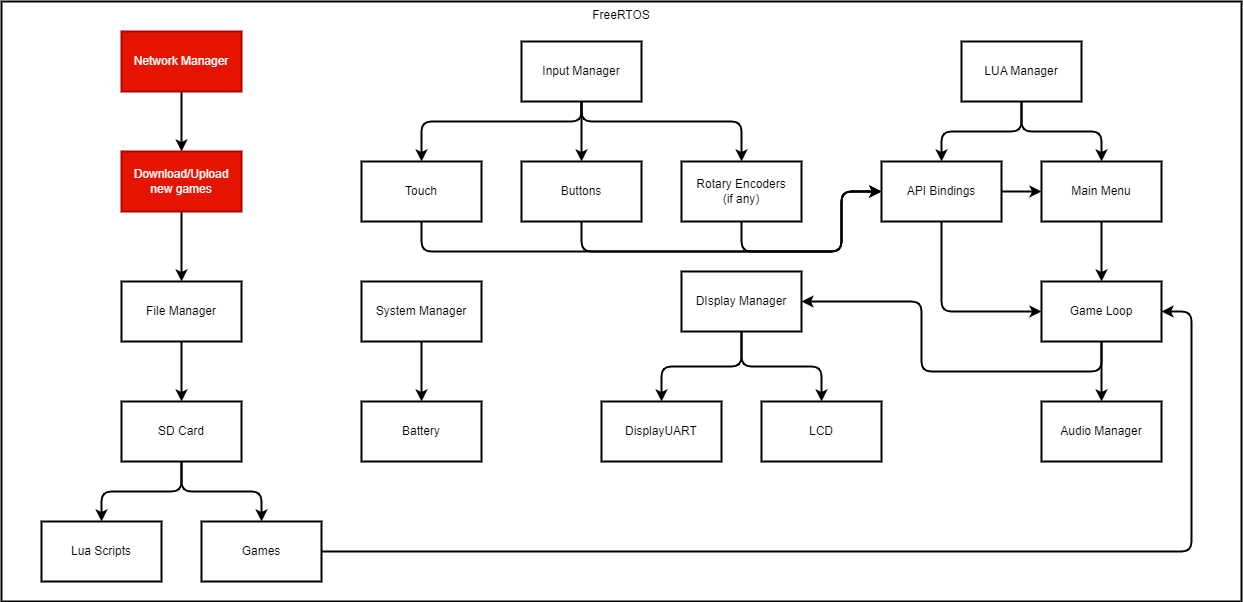 FreeRTOS
Network Manager
Input Manager
LUA Manager
Download/Upload
new games
Touch
Buttons
Rotary Encoders
(if any)
API Bindings
Main Menu
File Manager
System Manager
DIsplay Manager
Game Loop
SD Card
Battery
DisplayUART
LCD
Audio Manager
Lua Scripts
Games